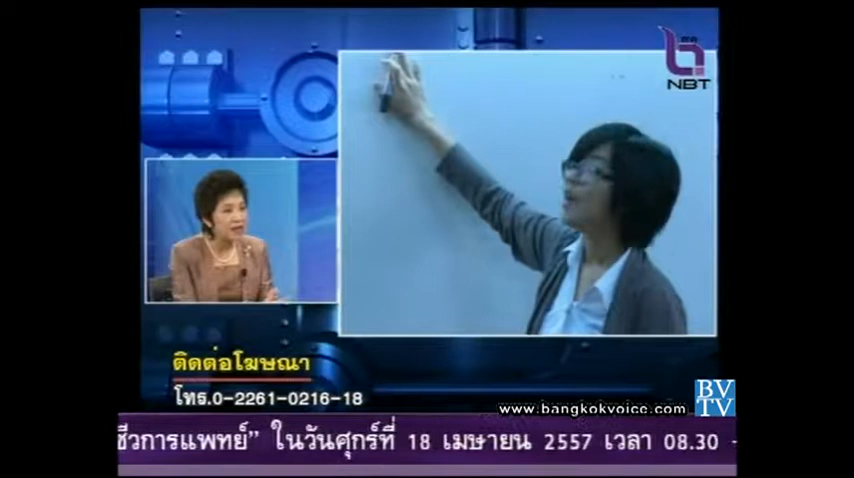 NBT
ติดต่อโฆษณา
โทร.0-2261-0216-18
BV
TV
www.bangkokvoice.com
ชีวการแพทย์” ในวันศุกร์ที่ 18 เมษายน 2557 เวลา 08.30 -